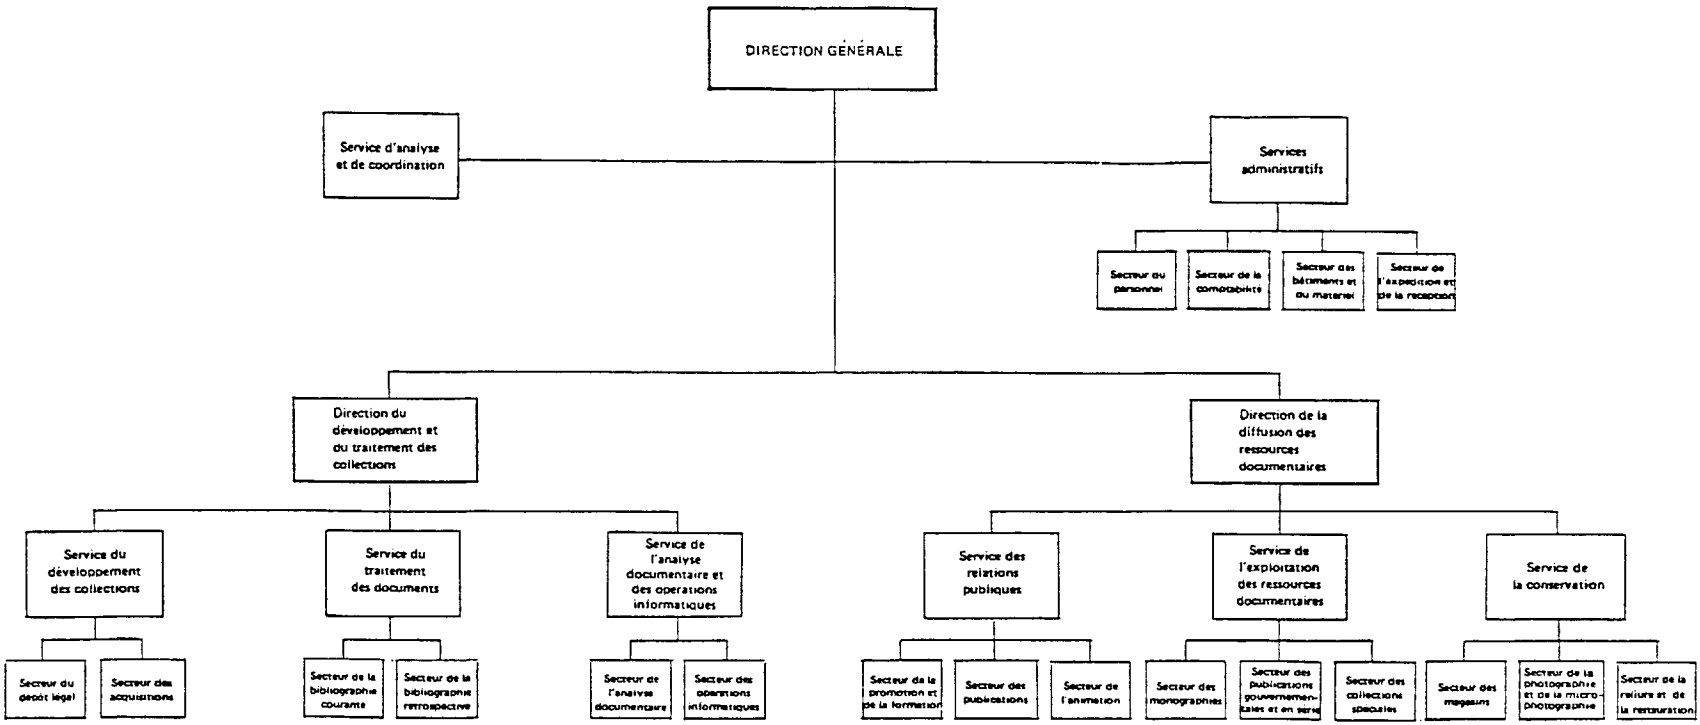 DIRECTION GÉNÉRALE
Service d'analyse
et de coordination
Services
administratifs
Secteur du
personnel
Secteur de la
comptabilité
Secteur des
bâtiments et
du matériel
Secteur de
l'expédition et
de la réception
Direction du
développement et
du traitement des
collections
Direction de la
diffusion des
ressources
documentaires
Service du
développement
des collections
Service du
traitement
des documents
Service de
l'analyse
documentaire et
des operations
informatiques
Service des
relations
publiques
Service de
l'exploitation
des ressources
documentaires
Service de
la conservation
Secteur du
dépôt légal
Secteur des
acquisitions
Secteur de la
bibliographie
courante
Secteur de la
bibliographie
retrospective
Secteur de
l'analyse
documentaire
Secteur des
operations
informatiques
Secteur de la
promotion et
de la formation
Secteur des
publications
Secteur de
l'animation
Secteur des
monographies
Secteur des
publications
gouvernemen-
tales et en série
Secteur des
collections
spéciales
Secteur des
magasins
Secteur de la
photographie
et de la micro-
photographie
Secteur de la
reliure et de
la restauration